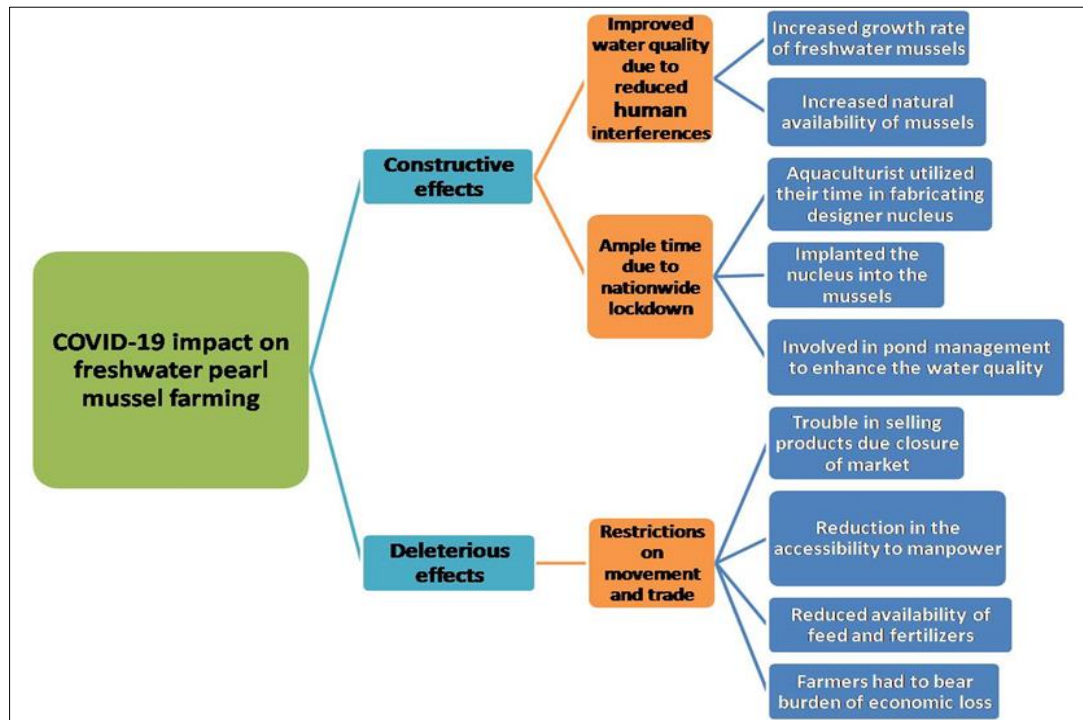 COVID-19 impact on
freshwater pearl
mussel farming
Constructive
effects
Improved
water quality
due to
reduced
human
interferences
Increased growth rate
of freshwater mussels
Increased natural
availability of mussels
Ample time
due to
nationwide
lockdown
Aquaculturist utilized
their time in fabricating
designer nucleus
Implanted the
nucleus into the
mussels
Involved in pond management
to enhance the water quality
Deleterious
effects
Restrictions
on
movement
and trade
Trouble in selling
products due closure
of market
Reduction in the
accessibility to manpower
Reduced availability of
feed and fertilizers
Farmers had to bear
burden of economic loss